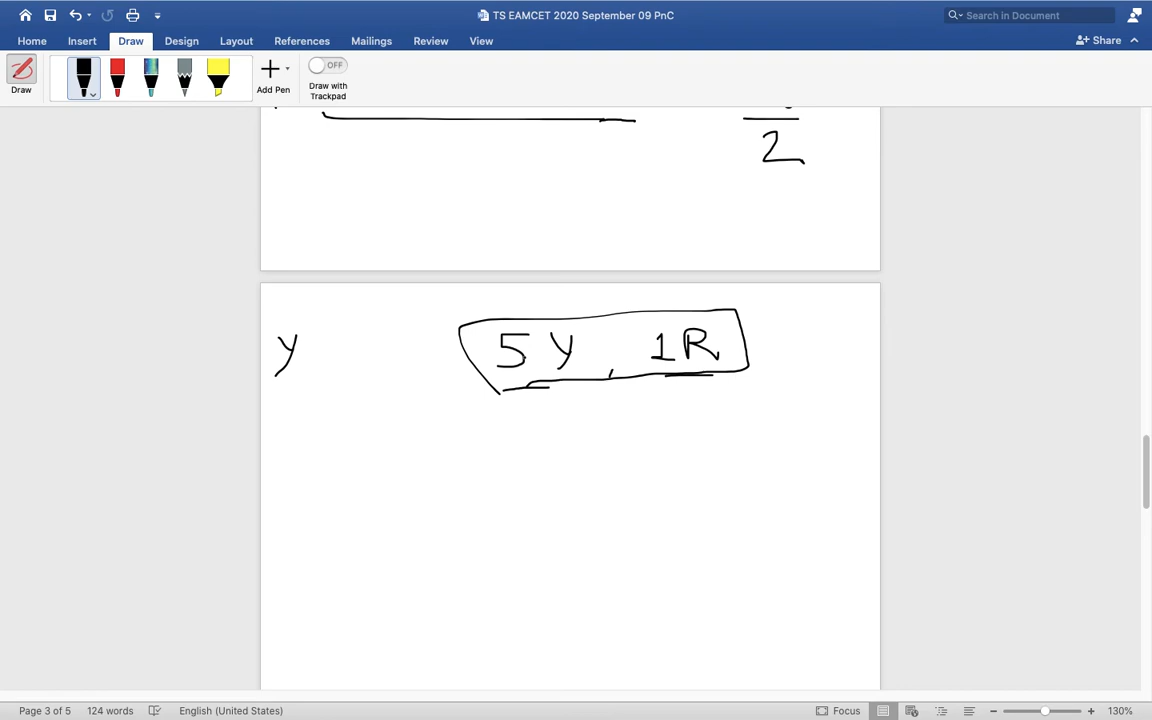 TS EAMCET 2020 September 09 PnC
Search in Document
Home Insert Draw Design Layout References Mailings Review View
Share
Draw
Add Pen
OFF
Draw with
Trackpad
2
y 5 y , 1R
Page 3 of 5 124 words English (United States) Focus 130%